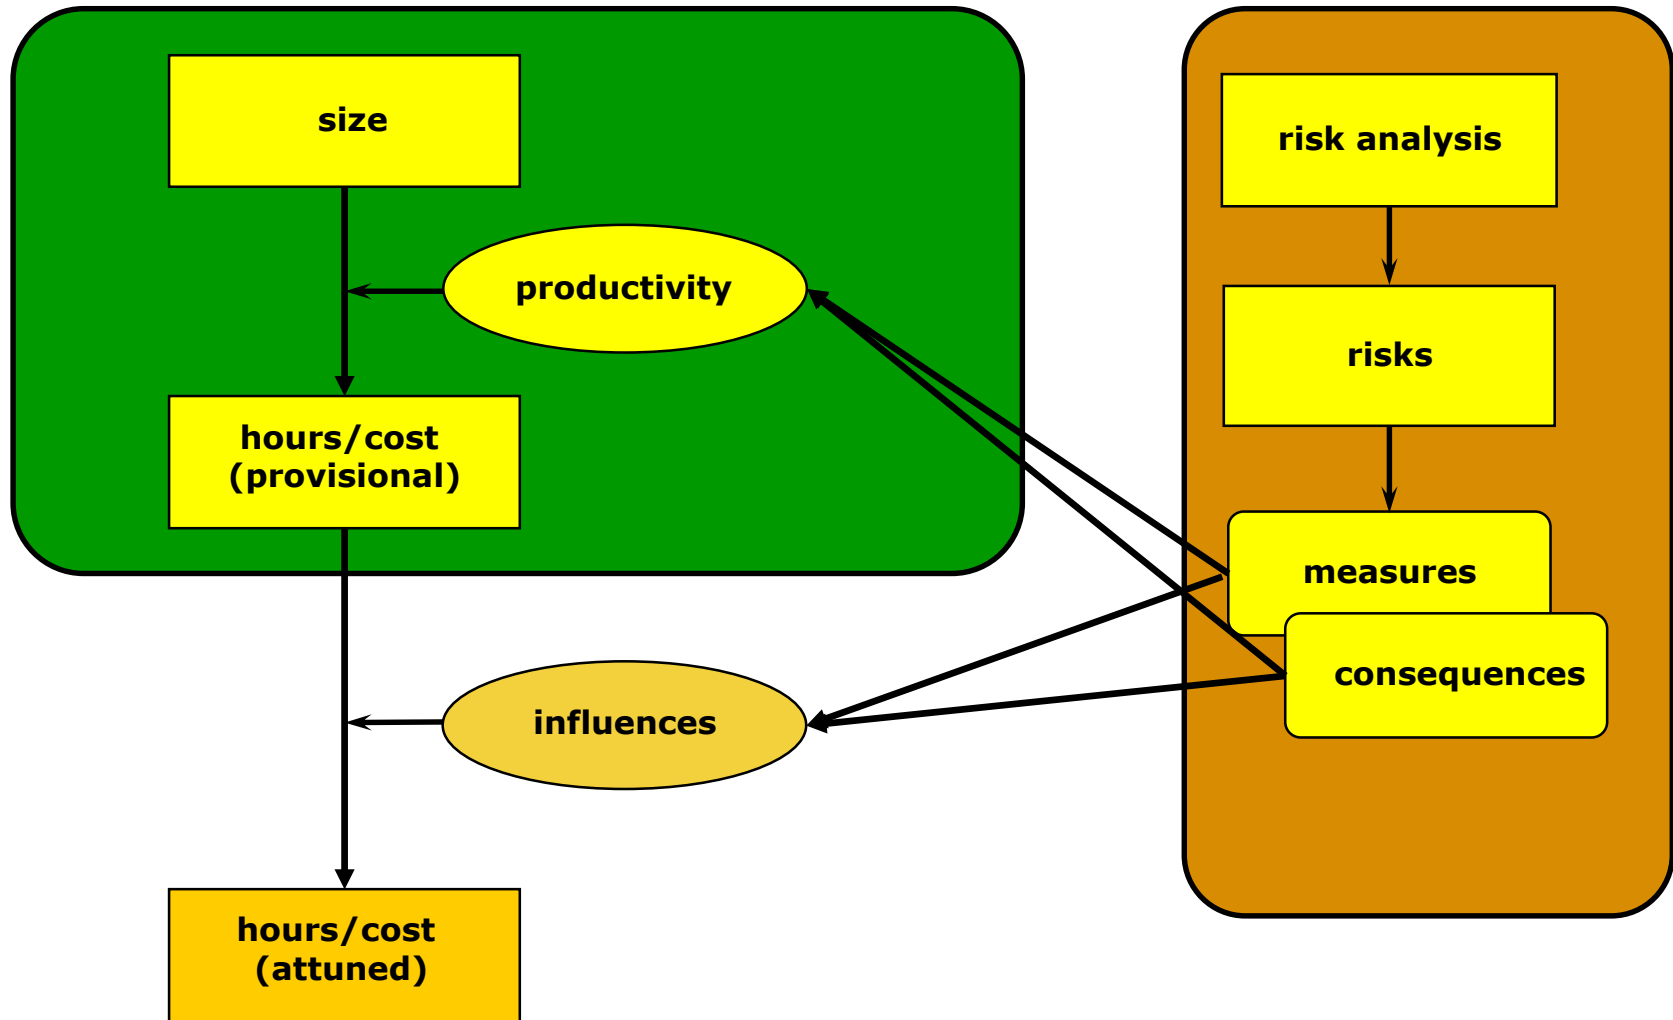 size
productivity
hours/cost
(provisional)
influences
hours/cost
(attuned)
risk analysis
risks
measures
consequences